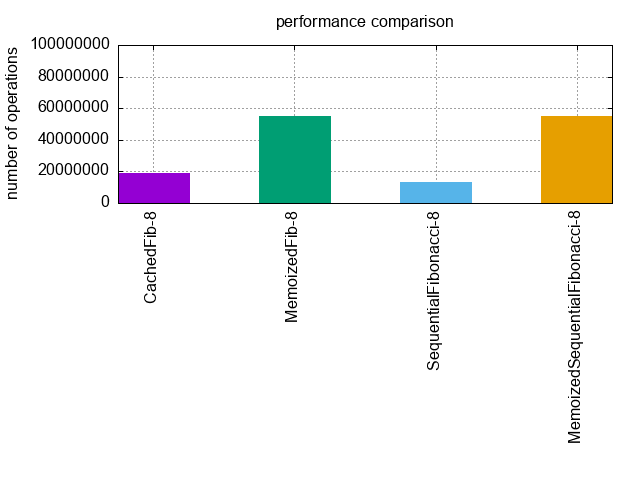 performance comparison
number of operations
100000000
80000000
60000000
40000000
20000000
0
CachedFib-8
MemoizedFib-8
SequentialFibonacci-8
MemoizedSequentialFibonacci-8